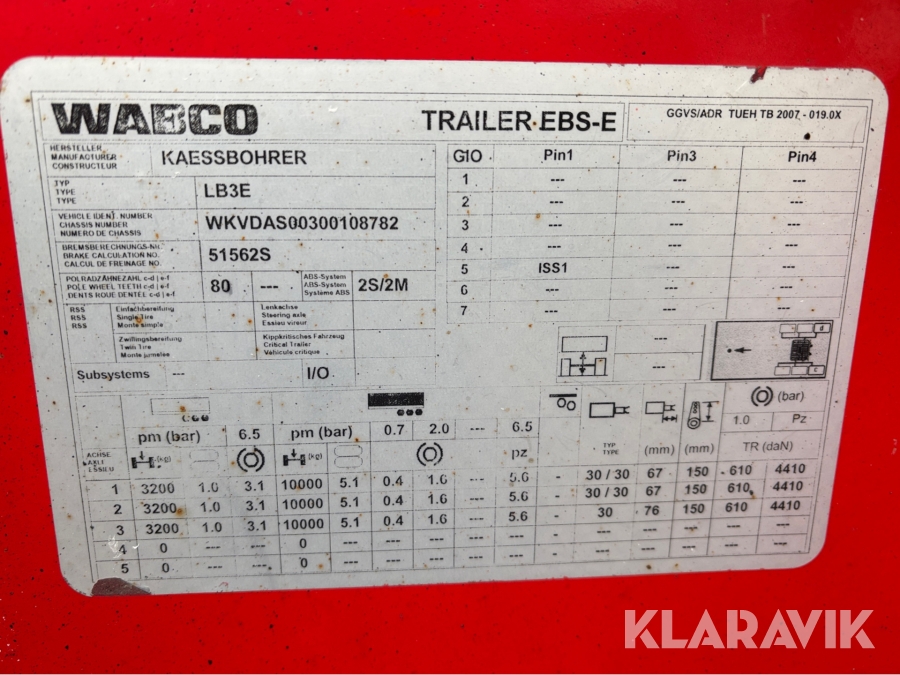 WABCO TRAILER EBS-E GGVS/ADR TUEH TB 2007 - 019.0X
HERSTELLER
MANUFACTURER
CONSTRUCTEUR
KAESSBOHRER
TYP
TYPE
TYPE
LB3E
VEHICLE IDENT. NUMBER
CHASSIS NUMBER
NUMERO DE CHASSIS
WKVDAS00300108782
BREMSBERECHNUNGS-NR.
BRAKE CALCULATION NO.
CALCUL DE FREINAGE NO.
51562S
POLRADZÄHNEZAHL c-d | e-f
POLE WHEEL TEETH c-d | e-f
DENTS ROUE DENTEE c-d | e-f
80 ---
ABS-System
ABS-System
Système ABS
2S/2M
RSS Einfachbereifung
RSS Single Tire
RSS Monte simple
Lenkachse
Steering axle
Essieu vireur
Zwillingsbereifung
Twin Tire
Monte jumelee
Kippkritisches Fahrzeug
Critical Trailer
Véhicule critique
Subsystems --- I/O
GIO Pin1 Pin3 Pin4
1 --- --- ---
2 --- --- ---
3 --- --- ---
4 --- --- ---
5 ISS1 --- ---
6 --- --- ---
7 --- --- ---
---
---
(bar)
1.0 Pz
TR (daN)
ACHSE
AXLE
ESSIEU
pm (bar) 6.5 pm (bar) 0.7 2.0 --- 6.5
(kg) (kg) pz TYP
TYPE
(mm) (mm)
1 3200 1.0 3.1 10000 5.1 0.4 1.6 --- 5.6 - 30 / 30 67 150 610 4410
2 3200 1.0 3.1 10000 5.1 0.4 1.6 --- 5.6 - 30 / 30 67 150 610 4410
3 3200 1.0 3.1 10000 5.1 0.4 1.6 --- 5.6 - 30 76 150 610 4410
4 0 --- --- 0 --- --- --- --- --- - --- --- --- --- ---
5 0 --- --- 0 --- --- --- --- --- - --- --- --- --- ---
KLARAVIK